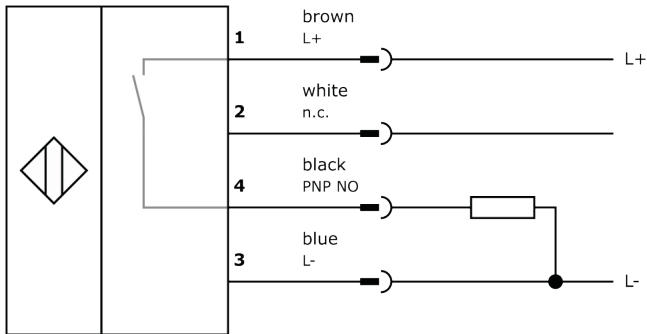 brown
1 L+
L+
white
2 n.c.
black
4 PNP NO
blue
3 L-
L-